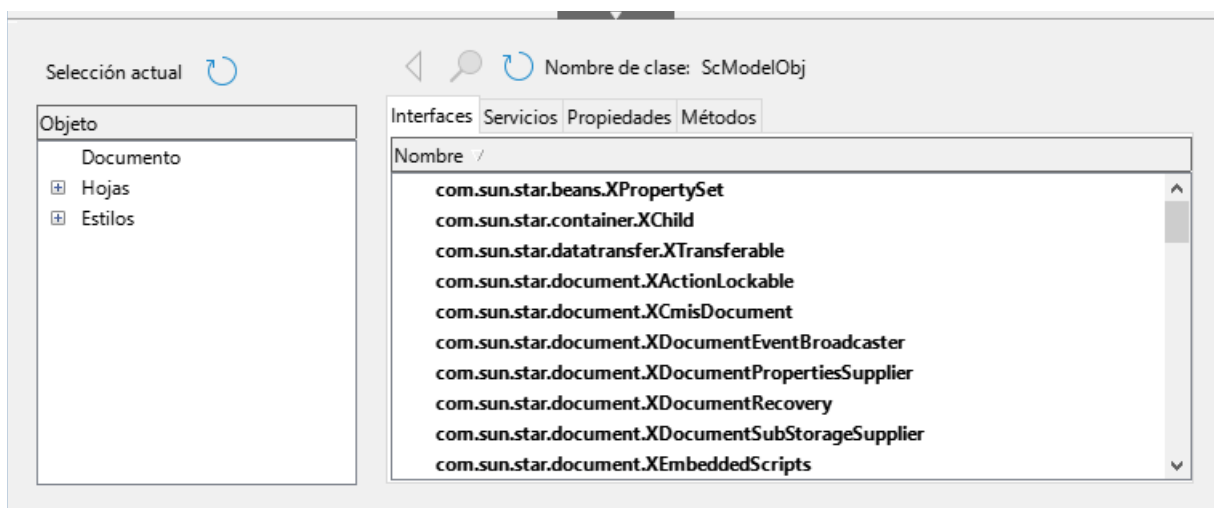 Selección actual
Nombre de clase: ScModelObj
Objeto
Documento
Hojas
Estilos
Interfaces Servicios Propiedades Métodos
Nombre
com.sun.star.beans.XPropertySet
com.sun.star.container.XChild
com.sun.star.datatransfer.XTransferable
com.sun.star.document.XActionLockable
com.sun.star.document.XCmisDocument
com.sun.star.document.XDocumentEventBroadcaster
com.sun.star.document.XDocumentPropertiesSupplier
com.sun.star.document.XDocumentRecovery
com.sun.star.document.XDocumentSubStorageSupplier
com.sun.star.document.XEmbeddedScripts